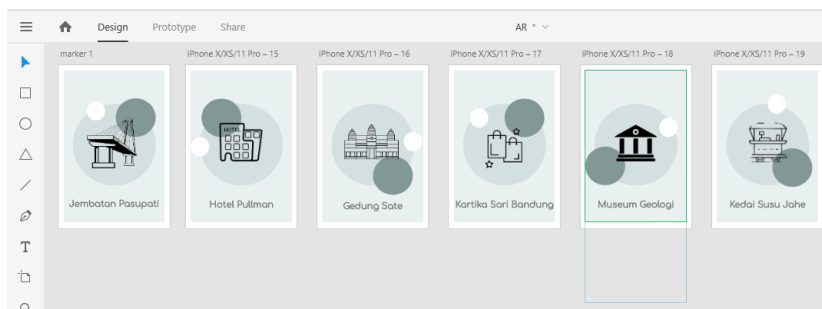 Design Prototype Share AR * 
marker 1 iPhone X/XS/11 Pro – 15 iPhone X/XS/11 Pro – 16 iPhone X/XS/11 Pro – 17 iPhone X/XS/11 Pro – 18 iPhone X/XS/11 Pro – 19
HOTEL
Jembatan Pasupati Hotel Pullman Gedung Sate Kartika Sari Bandung Museum Geologi Kedai Susu Jahe
T